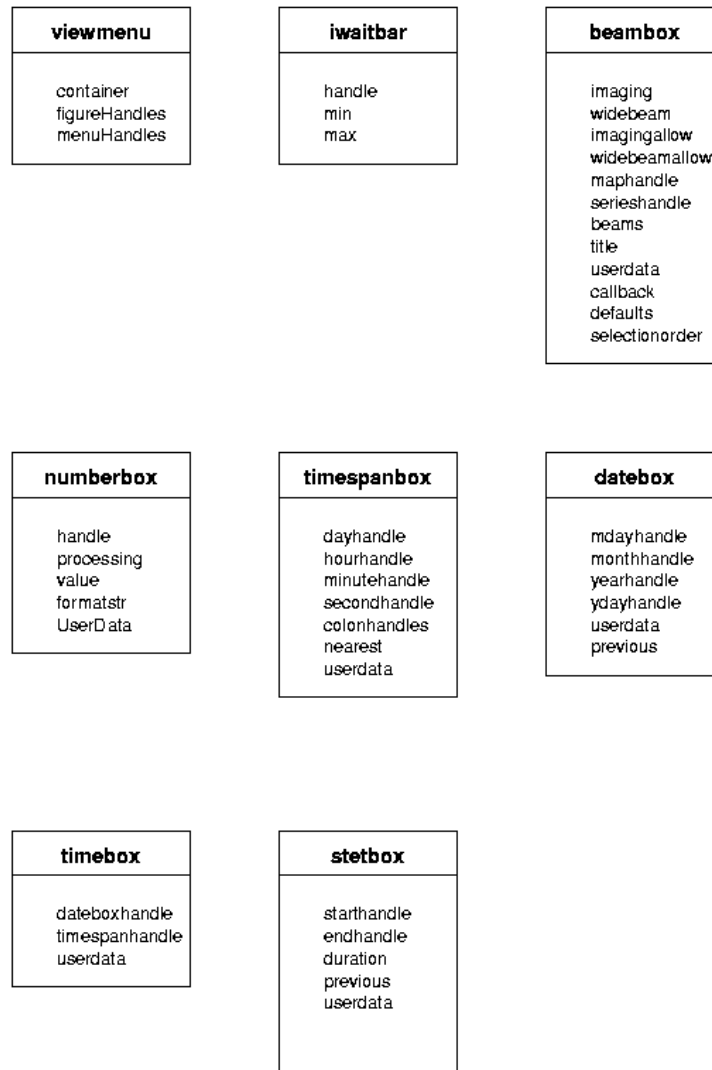 viewmenu
container
figureHandles
menuHandles
iwaitbar
handle
min
max
beambox
imaging
widebeam
imagingallow
widebeamallow
maphandle
serieshandle
beams
title
userdata
callback
defaults
selectionorder
numberbox
handle
processing
value
formatstr
UserData
timespanbox
dayhandle
hourhandle
minutehandle
secondhandle
colonhandles
nearest
userdata
datebox
mdayhandle
monthhandle
yearhandle
ydayhandle
userdata
previous
timebox
dateboxhandle
timespanhandle
userdata
stetbox
starthandle
endhandle
duration
previous
userdata